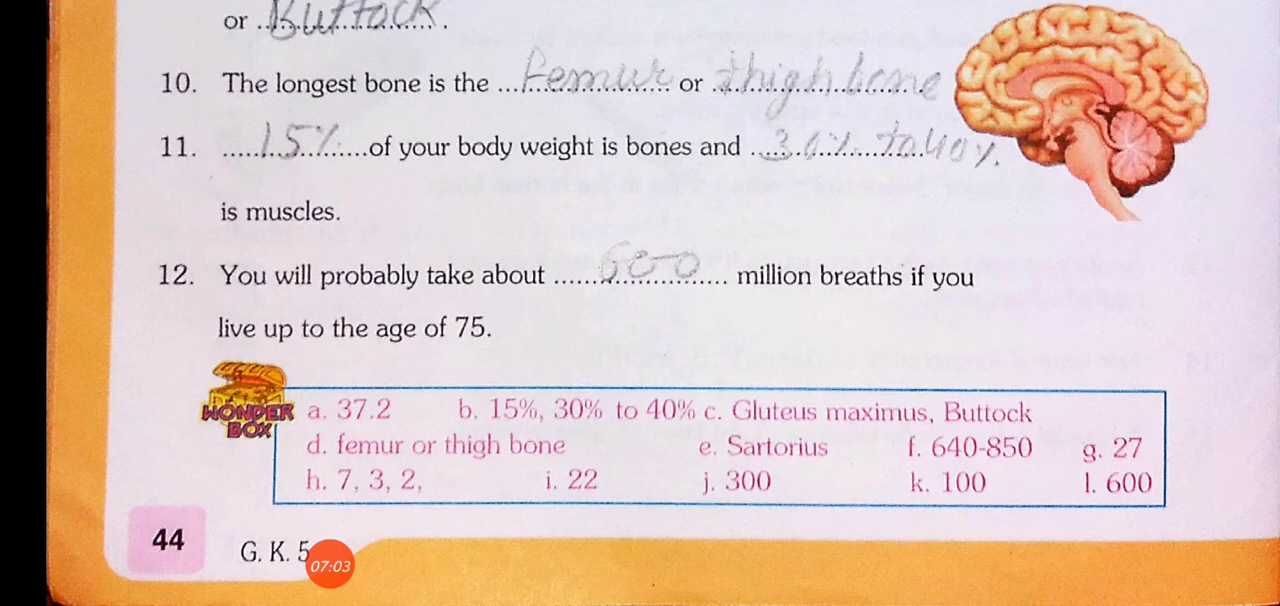 or Buttock.
10. The longest bone is the ...femur... or ...thigh bone
11. ...15%...of your body weight is bones and ...30% to 40%.
is muscles.
12. You will probably take about ...600... million breaths if you
live up to the age of 75.
WONDER BOX
a. 37.2 b. 15%, 30% to 40% c. Gluteus maximus, Buttock
d. femur or thigh bone e. Sartorius f. 640-850 g. 27
h. 7, 3, 2, i. 22 j. 300 k. 100 l. 600
44 G. K. 5
07:03